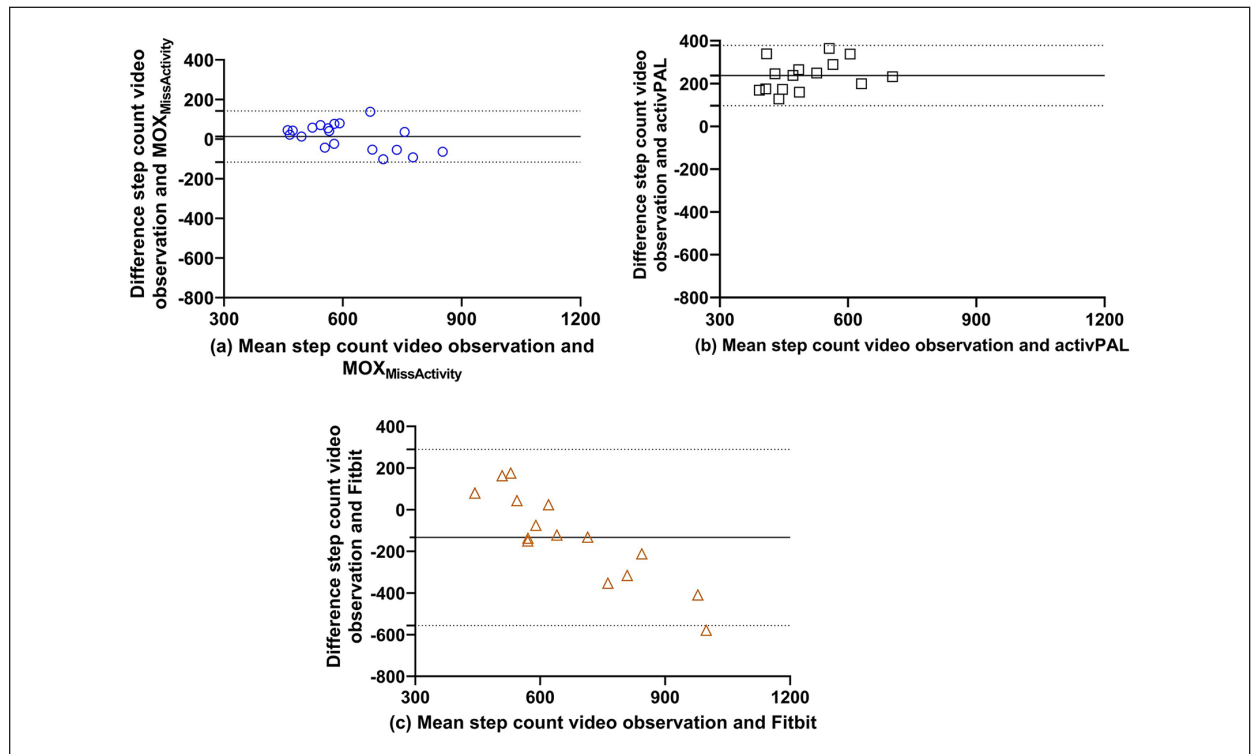 Difference step count video
observation and MOXMissActivity
400
200
0
-200
-400
-600
-800
300 600 900 1200
(a) Mean step count video observation and
MOXMissActivity
Difference step count video
observation and activPAL
400
200
0
-200
-400
-600
-800
300 600 900 1200
(b) Mean step count video observation and activPAL
Difference step count video
observation and Fitbit
400
200
0
-200
-400
-600
-800
300 600 900 1200
(c) Mean step count video observation and Fitbit